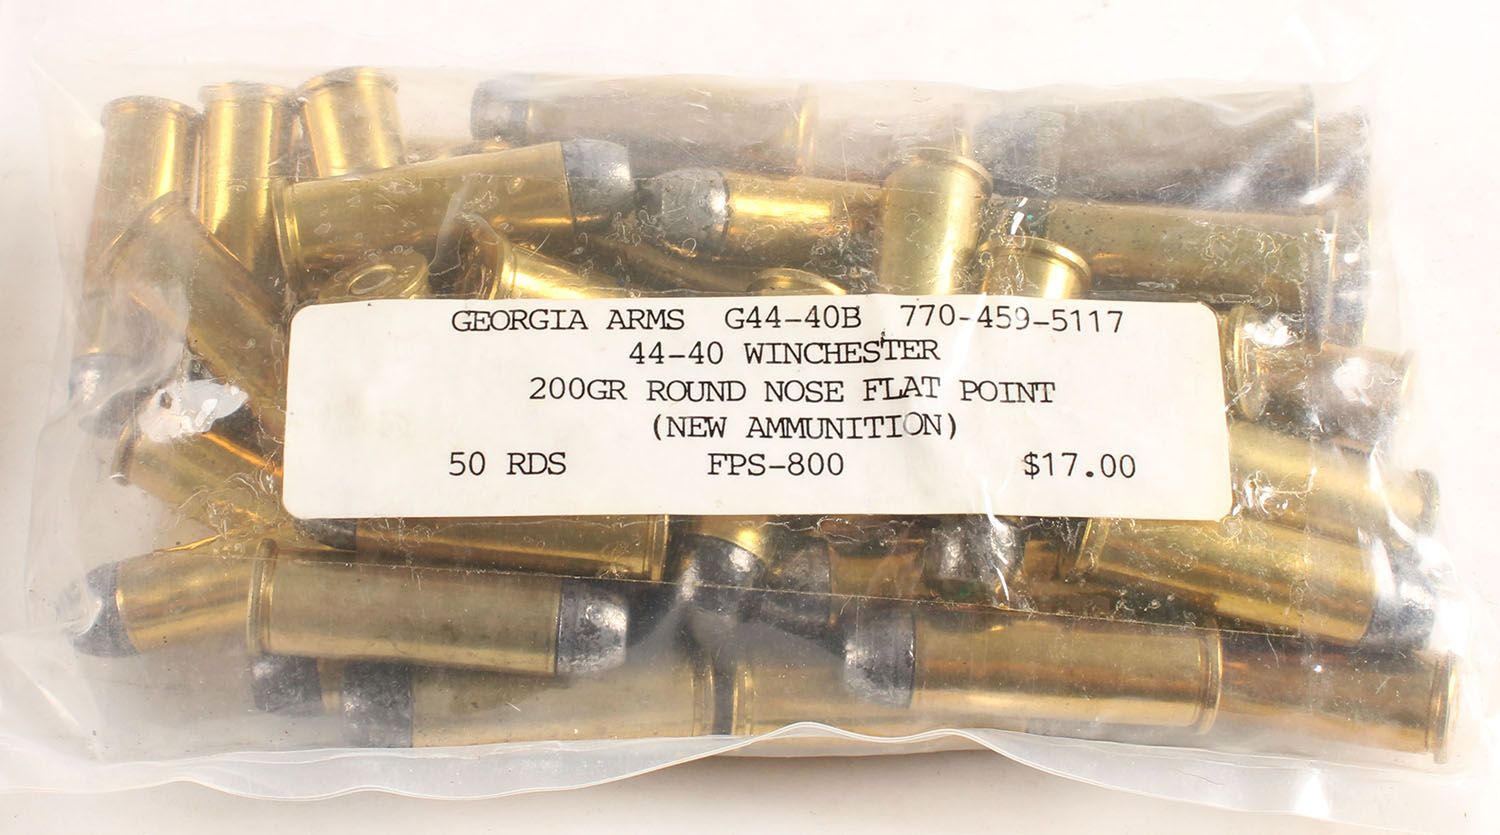 GEORGIA ARMS G44-40B 770-459-5117
44-40 WINCHESTER
200GR ROUND NOSE FLAT POINT
(NEW AMMUNITION)
50 RDS FPS-800 $17.00